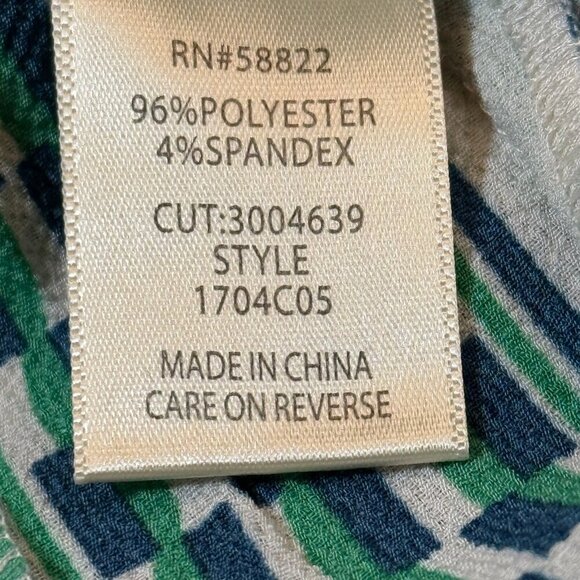 RN#58822
96%POLYESTER
4%SPANDEX
CUT:3004639
STYLE
1704C05
MADE IN CHINA
CARE ON REVERSE